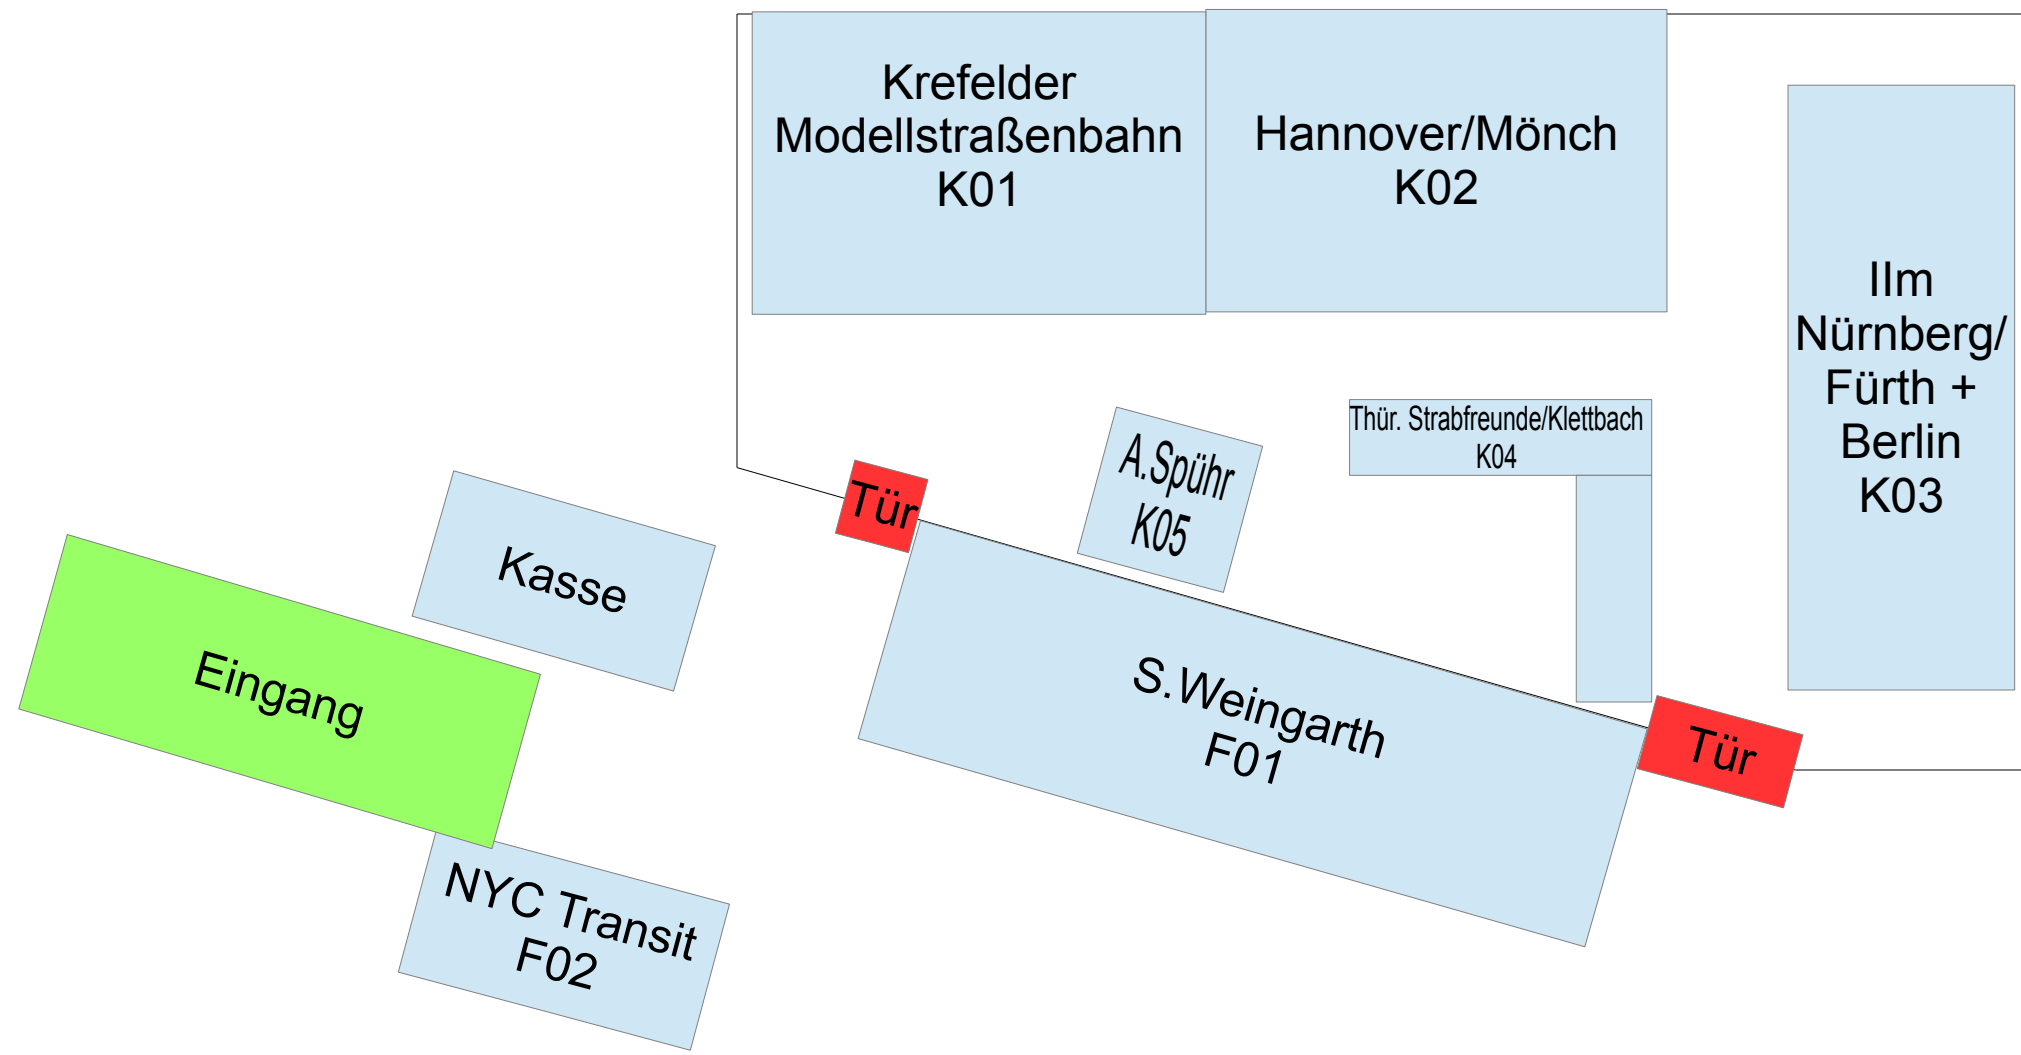 Krefelder
Modellstraßenbahn
K01
Hannover/Mönch
K02
Ilm
Nürnberg/
Fürth +
Berlin
K03
Thür. Strabfreunde/Klettbach
K04
A.Spühr
K05
Tür
Kasse
Eingang
S.Weingarth
F01
Tür
NYC Transit
F02